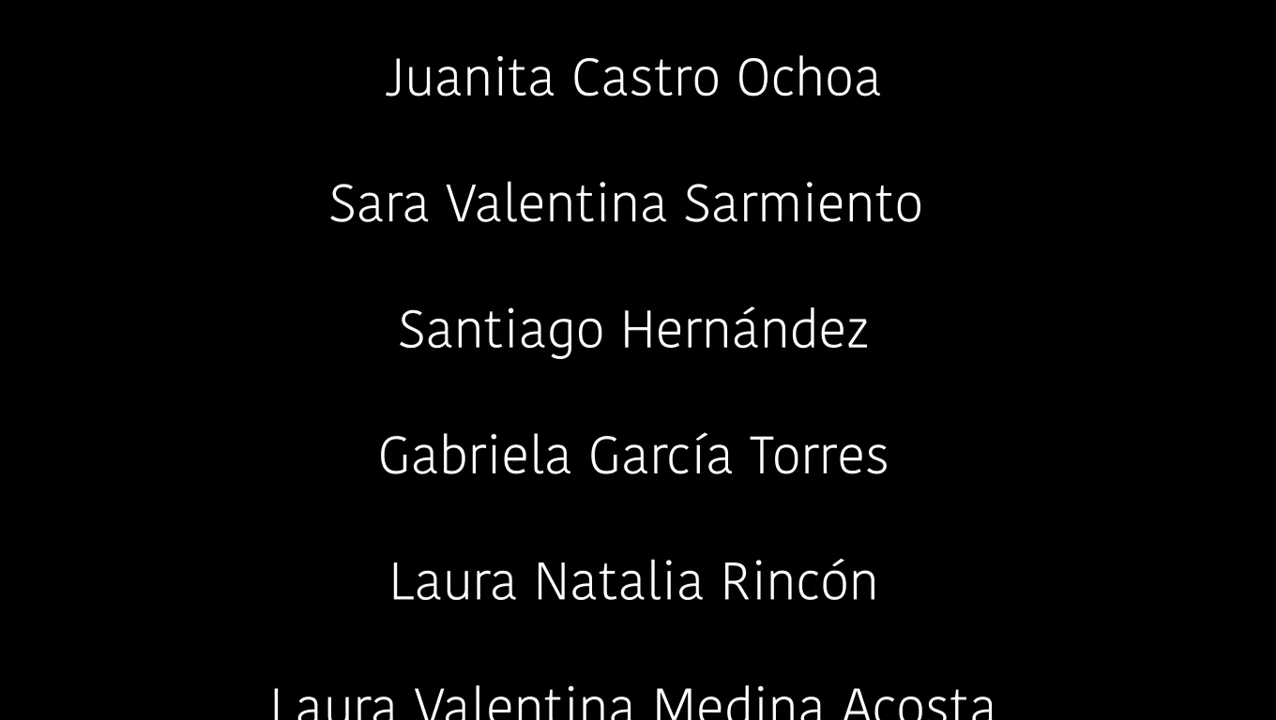 Juanita Castro Ochoa
Sara Valentina Sarmiento
Santiago Hernández
Gabriela García Torres
Laura Natalia Rincón
Laura Valentina Medina Acosta